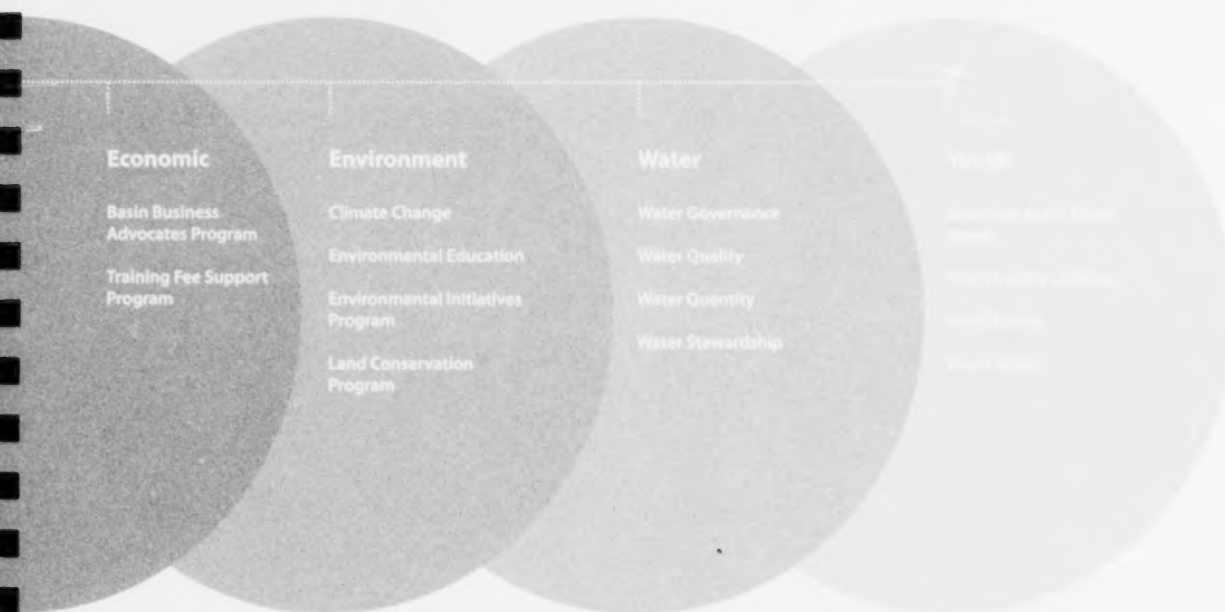 Economic
Basin Business
Advocates Program
Training Fee Support
Program
Environment
Climate Change
Environmental Education
Environmental Initiatives
Program
Land Conservation
Program
Water
Water Governance
Water Quality
Water Quantity
Water Stewardship
Youth